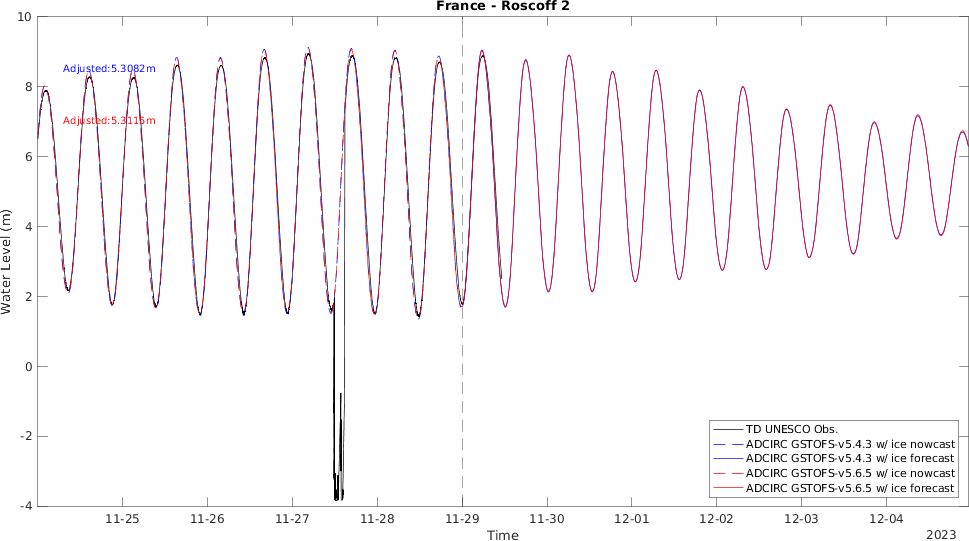 France - Roscoff 2
10
8
6
4
2
0
-2
-4
Water Level (m)
Adjusted:5.3082m
Adjusted:5.3115m
TD UNESCO Obs.
ADCIRC GSTOFS-v5.4.3 w/ ice nowcast
ADCIRC GSTOFS-v5.4.3 w/ ice forecast
ADCIRC GSTOFS-v5.6.5 w/ ice nowcast
ADCIRC GSTOFS-v5.6.5 w/ ice forecast
11-25 11-26 11-27 11-28 11-29 11-30 12-01 12-02 12-03 12-04
Time
2023